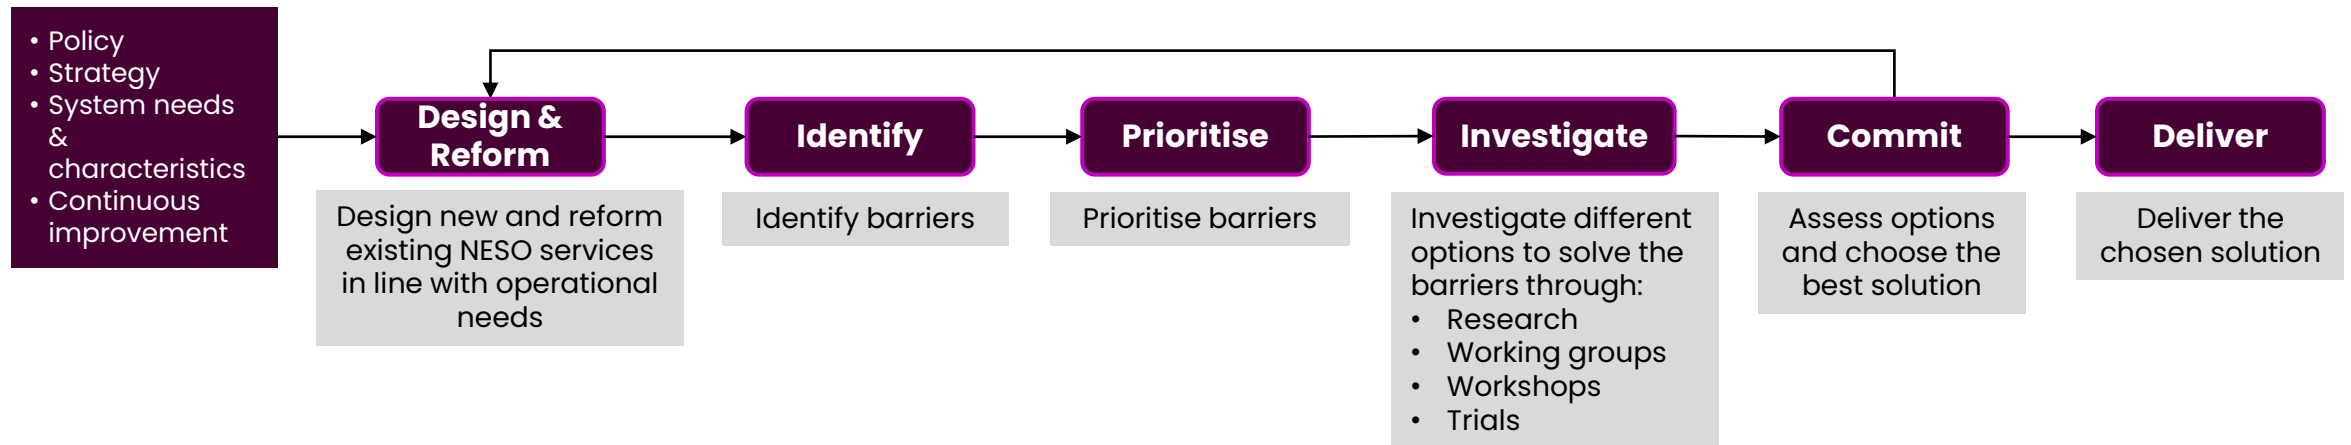 • Policy
• Strategy
• System needs
&
characteristics
• Continuous
improvement
Design &
Reform
Design new and reform
existing NESO services
in line with operational
needs
Identify
Identify barriers
Prioritise
Prioritise barriers
Investigate
Investigate different
options to solve the
barriers through:
• Research
• Working groups
• Workshops
• Trials
Commit
Assess options
and choose the
best solution
Deliver
Deliver the
chosen solution